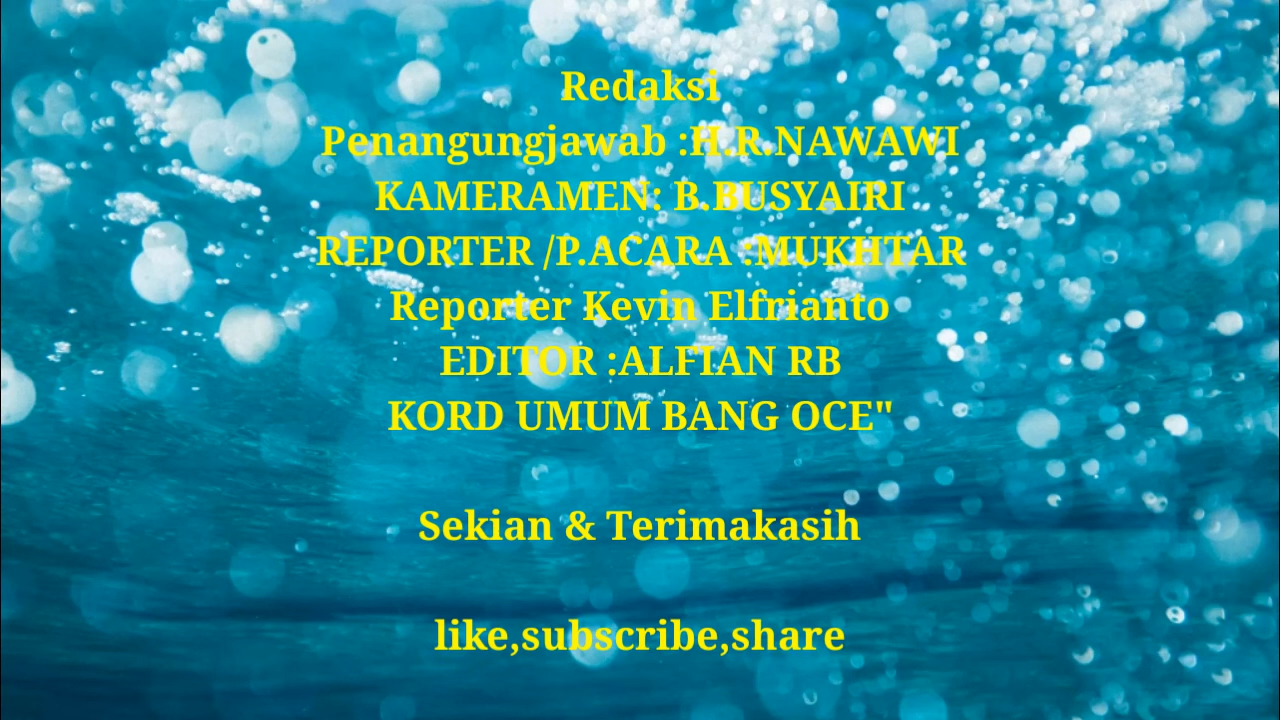 Redaksi
Penangungjawab :H.R.NAWAWI
KAMERAMEN: B.BUSYAIRI
REPORTER /P.ACARA :MUKHTAR
Reporter Kevin Elfrianto
EDITOR :ALFIAN RB
KORD UMUM BANG OCE"
Sekian & Terimakasih
like,subscribe,share